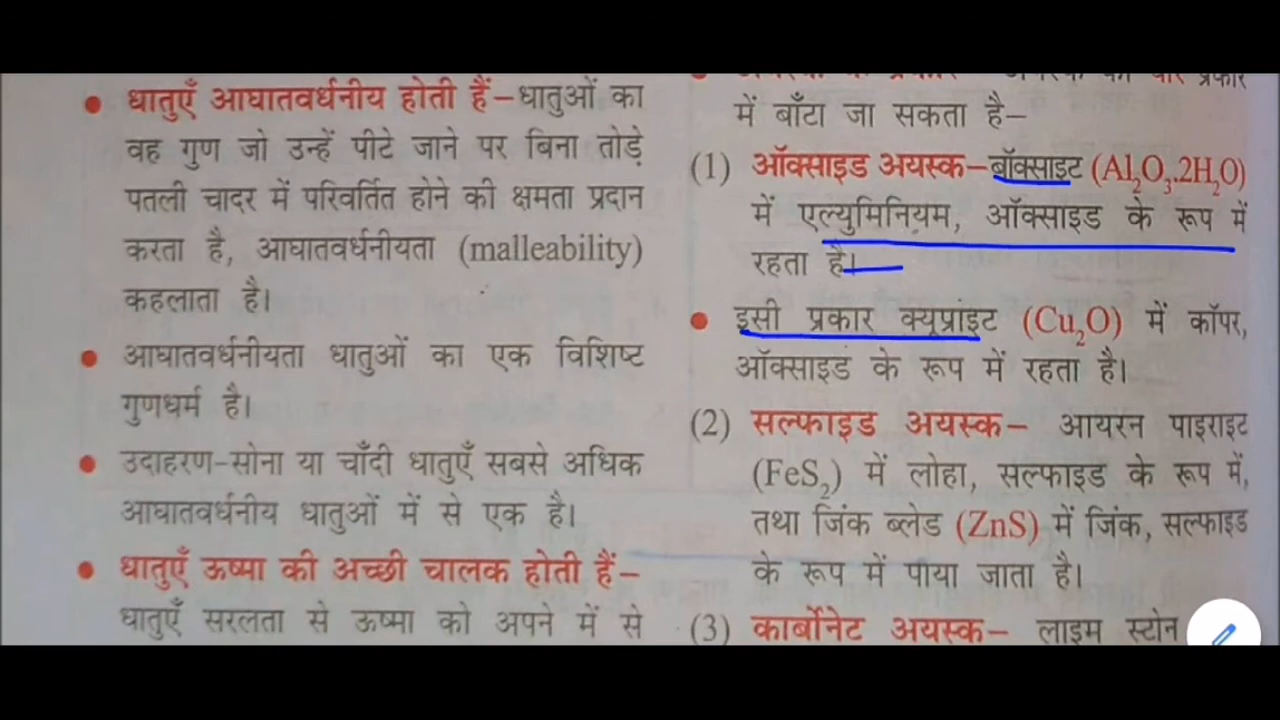 • धातुएँ आघातवर्धनीय होती हैं–धातुओं का
वह गुण जो उन्हें पीटे जाने पर बिना तोड़े
पतली चादर में परिवर्तित होने की क्षमता प्रदान
करता है, आघातवर्धनीयता (malleability)
कहलाता है।
• आघातवर्धनीयता धातुओं का एक विशिष्ट
गुणधर्म है।
• उदाहरण–सोना या चाँदी धातुएँ सबसे अधिक
आघातवर्धनीय धातुओं में से एक है।
• धातुएँ ऊष्मा की अच्छी चालक होती हैं–
धातुएँ सरलता से ऊष्मा को अपने में से
में बाँटा जा सकता है–
(1) ऑक्साइड अयस्क–बॉक्साइट (Al₂O₃.2H₂O)
में एल्युमिनियम, ऑक्साइड के रूप में
रहता है।
• इसी प्रकार क्यूप्राइट (Cu₂O) में कॉपर,
ऑक्साइड के रूप में रहता है।
(2) सल्फाइड अयस्क– आयरन पाइराइट
(FeS₂) में लोहा, सल्फाइड के रूप में,
तथा जिंक ब्लेड (ZnS) में जिंक, सल्फाइड
के रूप में पाया जाता है।
(3) कार्बोनेट अयस्क– लाइम स्टोन